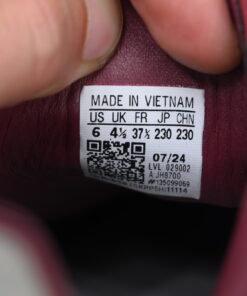 MADE IN VIETNAM
US UK FR JP CHN
6 4½ 37⅓ 230 230
07/24
LVL 029002
A JH8700